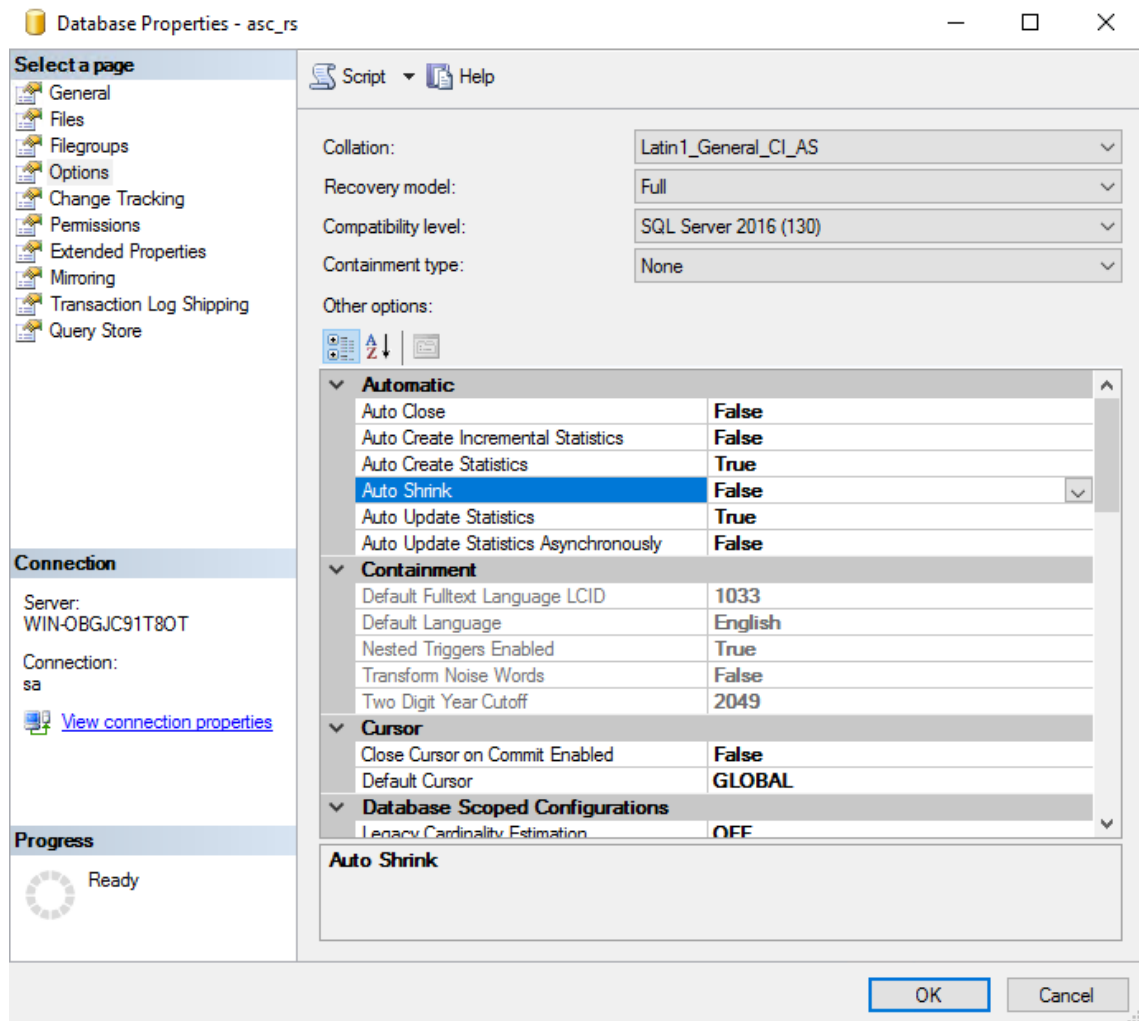 Database Properties - asc_rs
Select a page
General
Files
Filegroups
Options
Change Tracking
Permissions
Extended Properties
Mirroring
Transaction Log Shipping
Query Store
Connection
Server:
WIN-OBGJC91T8OT
Connection:
sa
View connection properties
Progress
Ready
Script Help
Collation: Latin1_General_CI_AS
Recovery model: Full
Compatibility level: SQL Server 2016 (130)
Containment type: None
Other options:
A
Z
Automatic
Auto Close False
Auto Create Incremental Statistics False
Auto Create Statistics True
Auto Shrink False
Auto Update Statistics True
Auto Update Statistics Asynchronously False
Containment
Default Fulltext Language LCID 1033
Default Language English
Nested Triggers Enabled True
Transform Noise Words False
Two Digit Year Cutoff 2049
Cursor
Close Cursor on Commit Enabled False
Default Cursor GLOBAL
Database Scoped Configurations
Legacy Cardinality Estimation OFF
Auto Shrink
OK Cancel